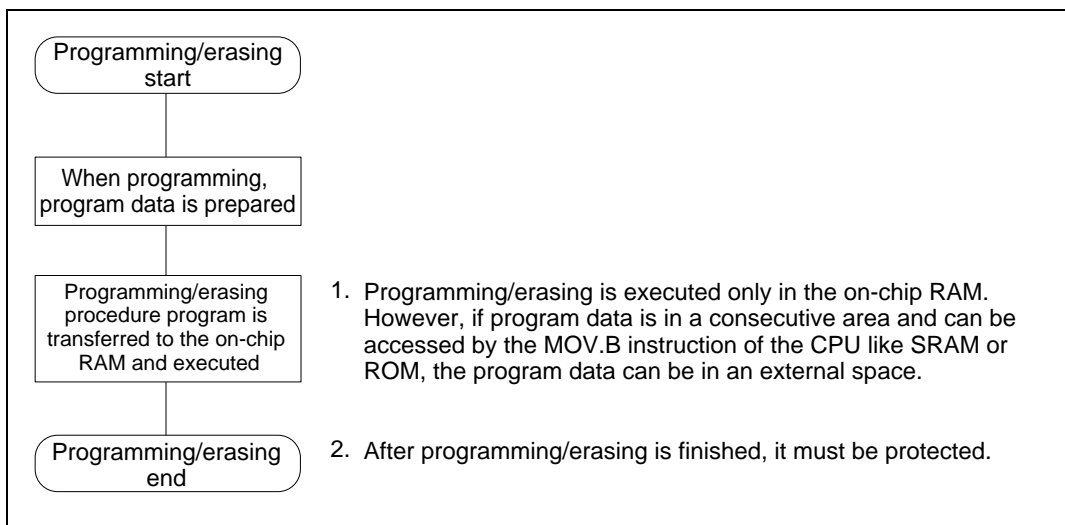 Programming/erasing
start
When programming,
program data is prepared
Programming/erasing
procedure program is
transferred to the on-chip
RAM and executed
1. Programming/erasing is executed only in the on-chip RAM.
However, if program data is in a consecutive area and can be
accessed by the MOV.B instruction of the CPU like SRAM or
ROM, the program data can be in an external space.
Programming/erasing
end
2. After programming/erasing is finished, it must be protected.